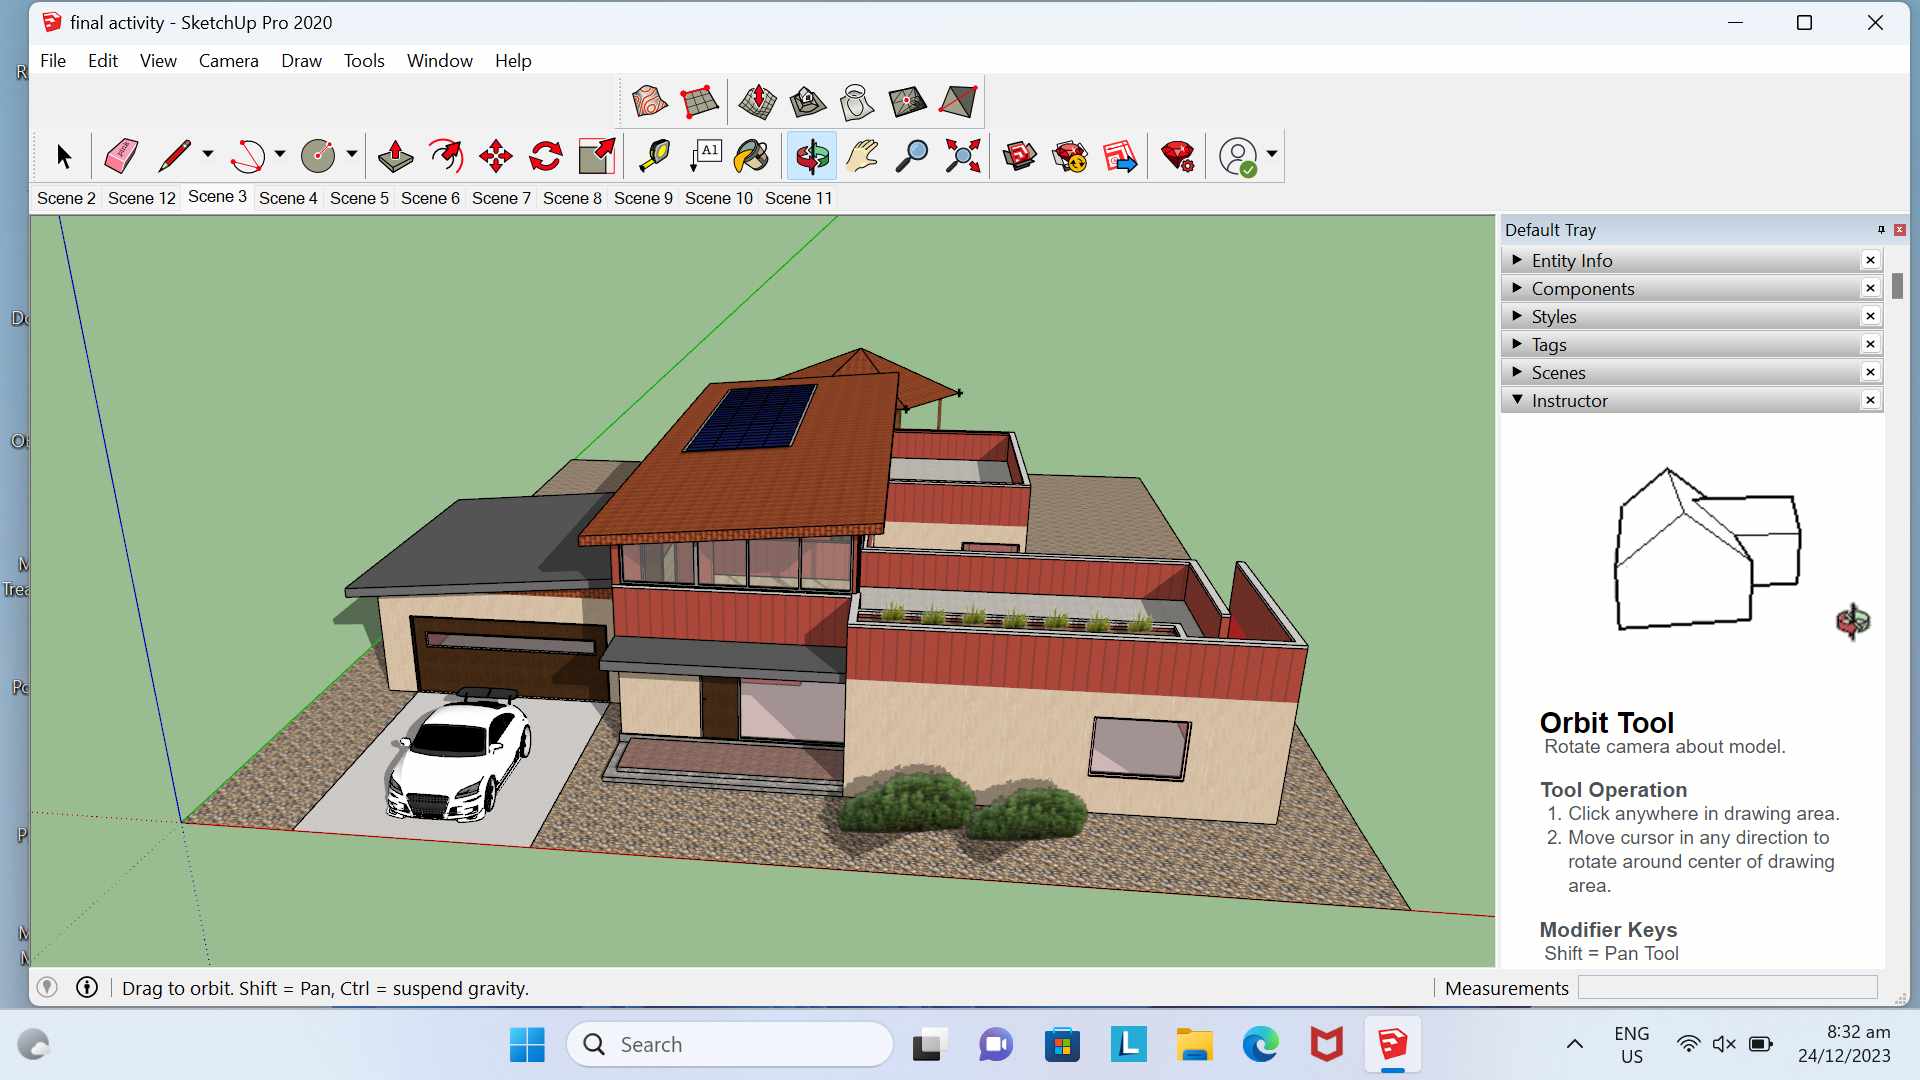 final activity - SketchUp Pro 2020
File Edit View Camera Draw Tools Window Help
A1
Scene 2 Scene 12 Scene 3 Scene 4 Scene 5 Scene 6 Scene 7 Scene 8 Scene 9 Scene 10 Scene 11
Default Tray
Entity Info
Components
Styles
Tags
Scenes
Instructor
Orbit Tool
Rotate camera about model.
Tool Operation
1. Click anywhere in drawing area.
2. Move cursor in any direction to
rotate around center of drawing
area.
Modifier Keys
Shift = Pan Tool
Drag to orbit. Shift = Pan, Ctrl = suspend gravity.
Measurements
Search
L
ENG
US
8:32 am
24/12/2023